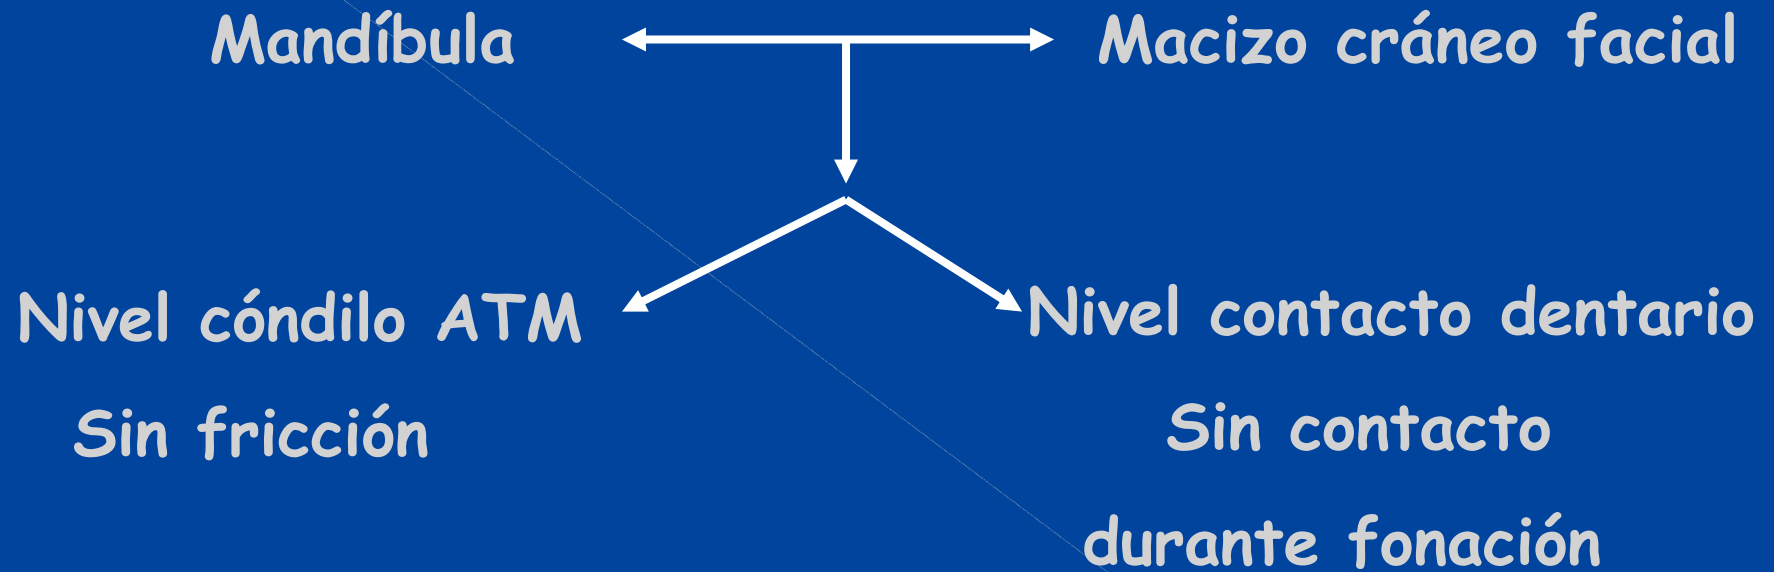 Mandíbula
Macizo cráneo facial
Nivel cóndilo ATM
Sin fricción
Nivel contacto dentario
Sin contacto
durante fonación